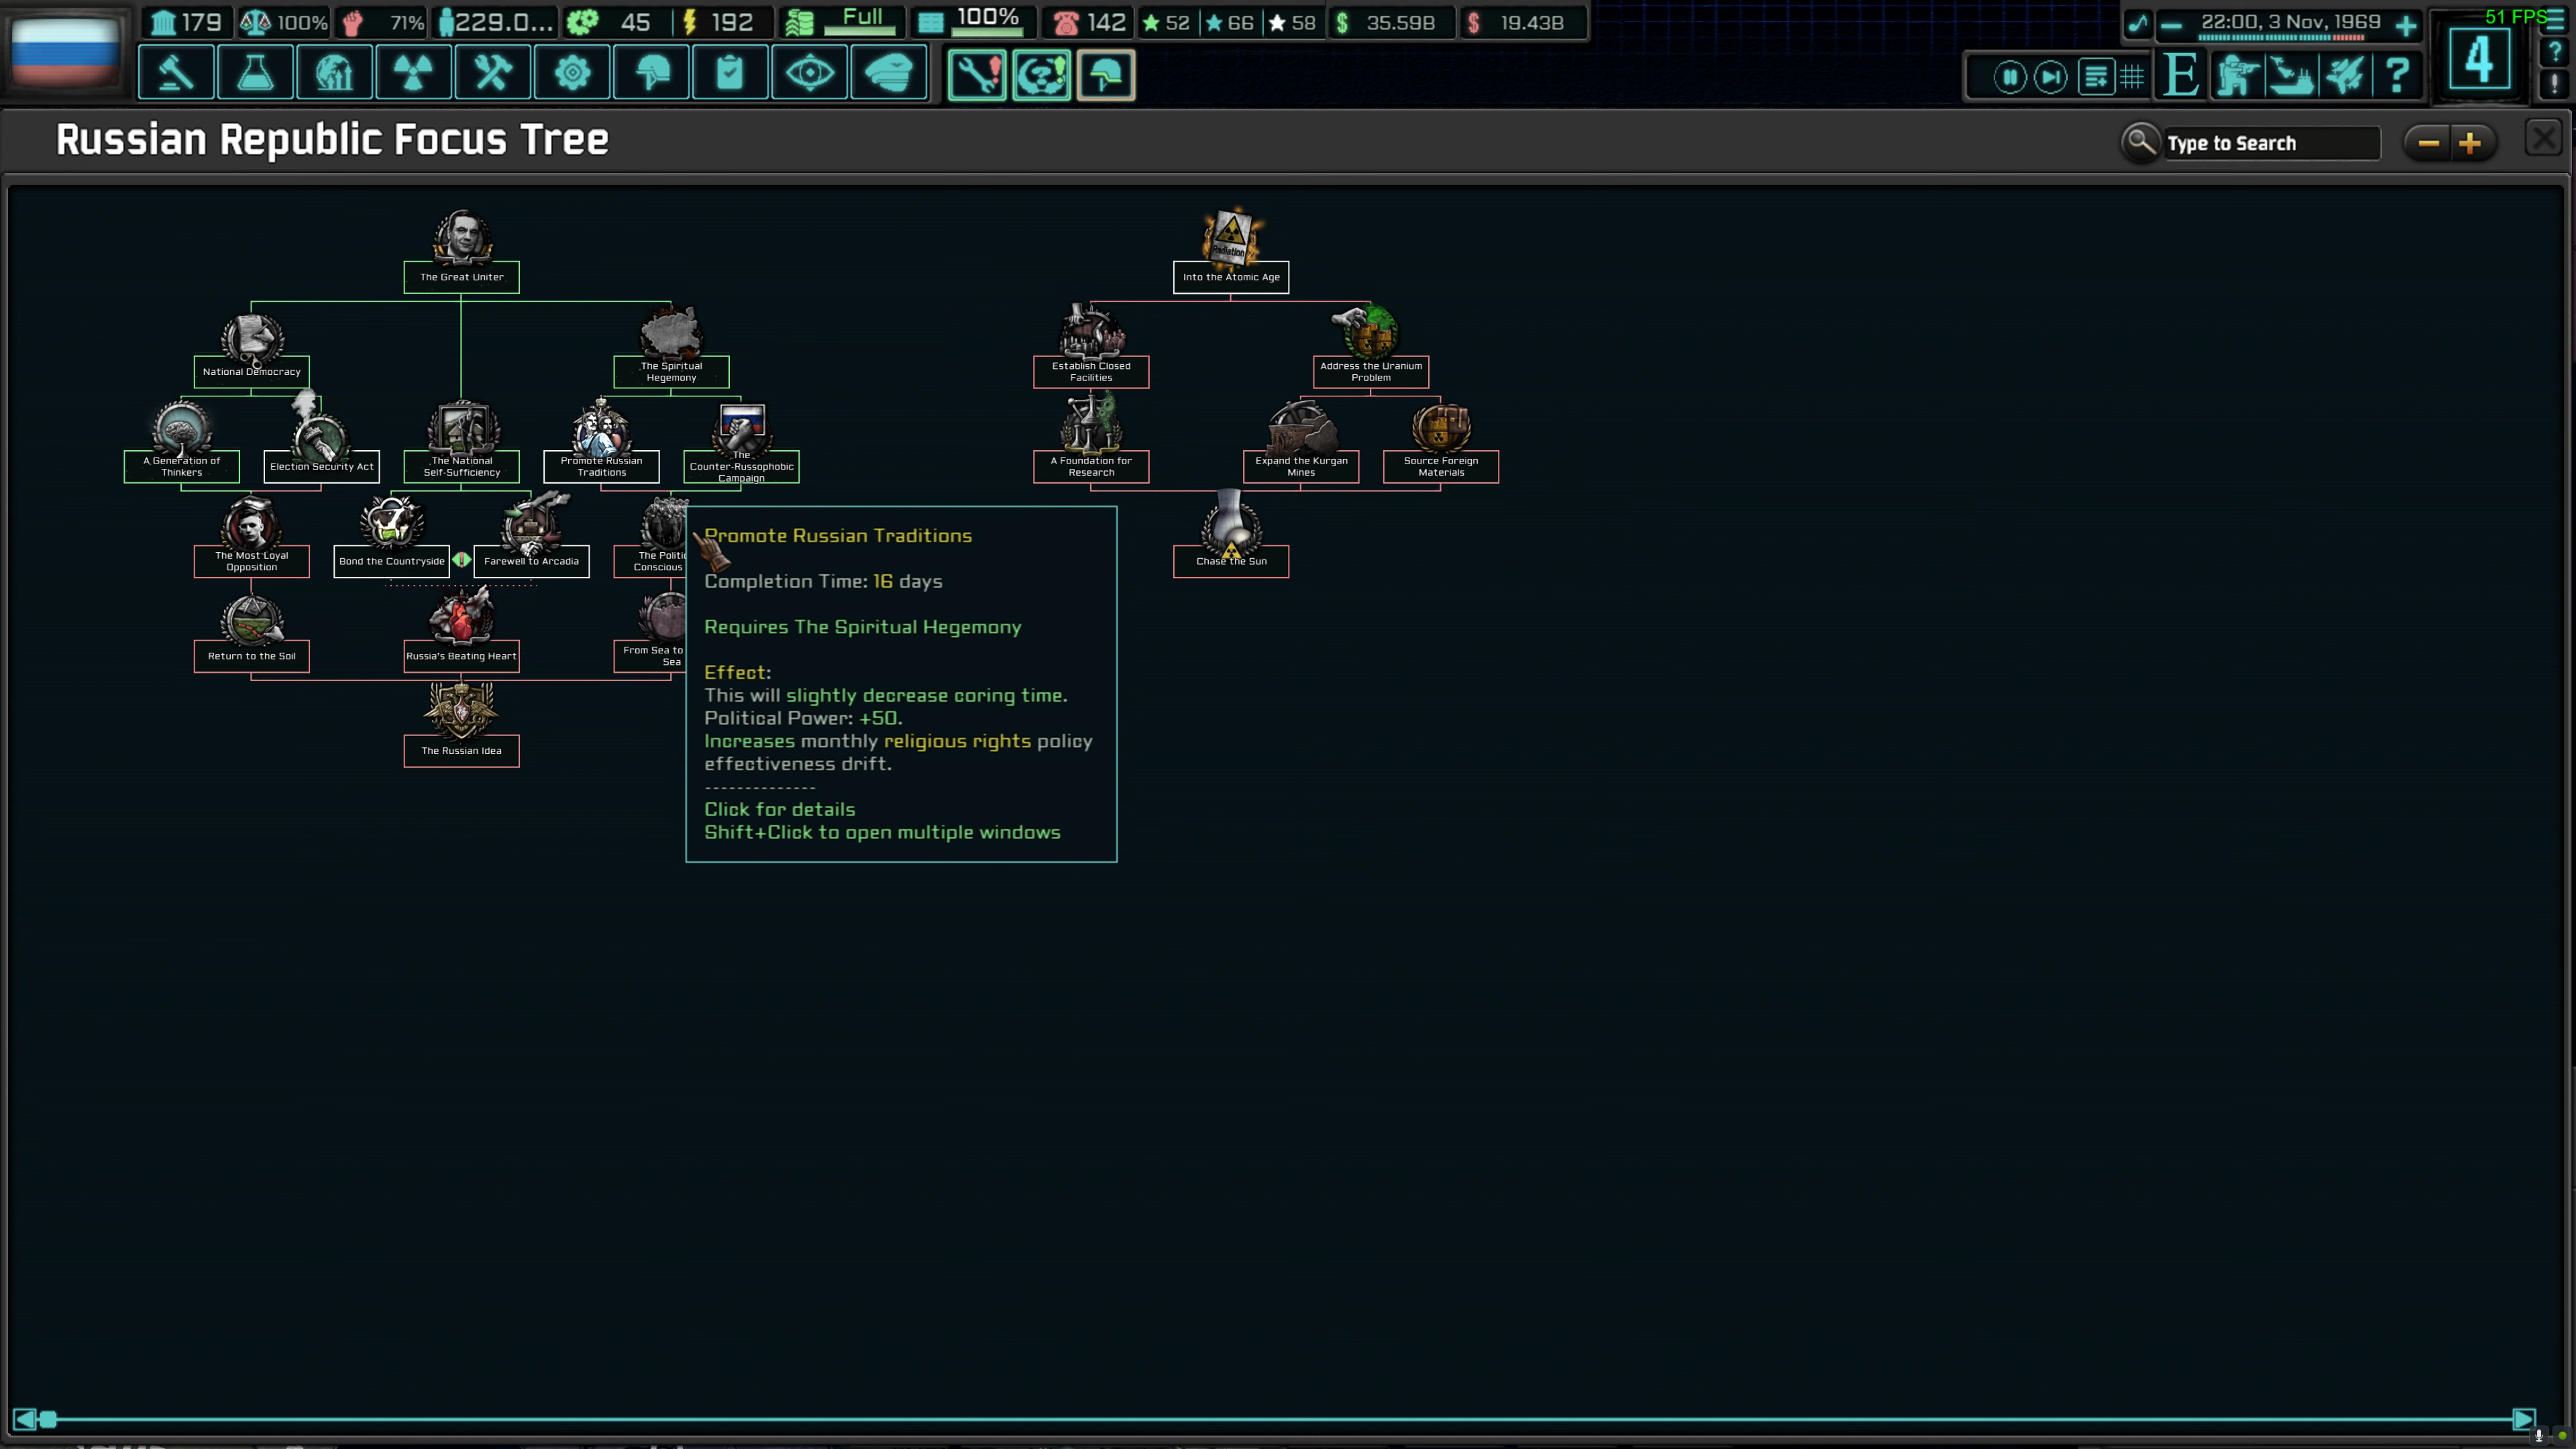 179
100%
71%
229.0...
45
192
Full
100%
142
52
66
58
$ 35.59B
$ 19.43B
22:00, 3 Nov, 1969
51 FPS
E
?
4
?
!
Russian Republic Focus Tree
Type to Search
The Great Uniter
Radiation
Into the Atomic Age
National Democracy
The Spiritual
Hegemony
Establish Closed
Facilities
Address the Uranium
Problem
A Generation of
Thinkers
Election Security Act
The National
Self-Sufficiency
Promote Russian
Traditions
The
Counter-Russophobic
Campaign
A Foundation for
Research
Expand the Kurgan
Mines
Source Foreign
Materials
The Most Loyal
Opposition
Bond the Countryside
Farewell to Arcadia
Conscious
Chase the Sun
Return to the Soil
Russia's Beating Heart
From Sea to
Sea
The Russian Idea
Promote Russian Traditions
Completion Time: 16 days
Requires The Spiritual Hegemony
Effect:
This will slightly decrease coring time.
Political Power: +50.
Increases monthly religious rights policy
effectiveness drift.
--------------
Click for details
Shift+Click to open multiple windows